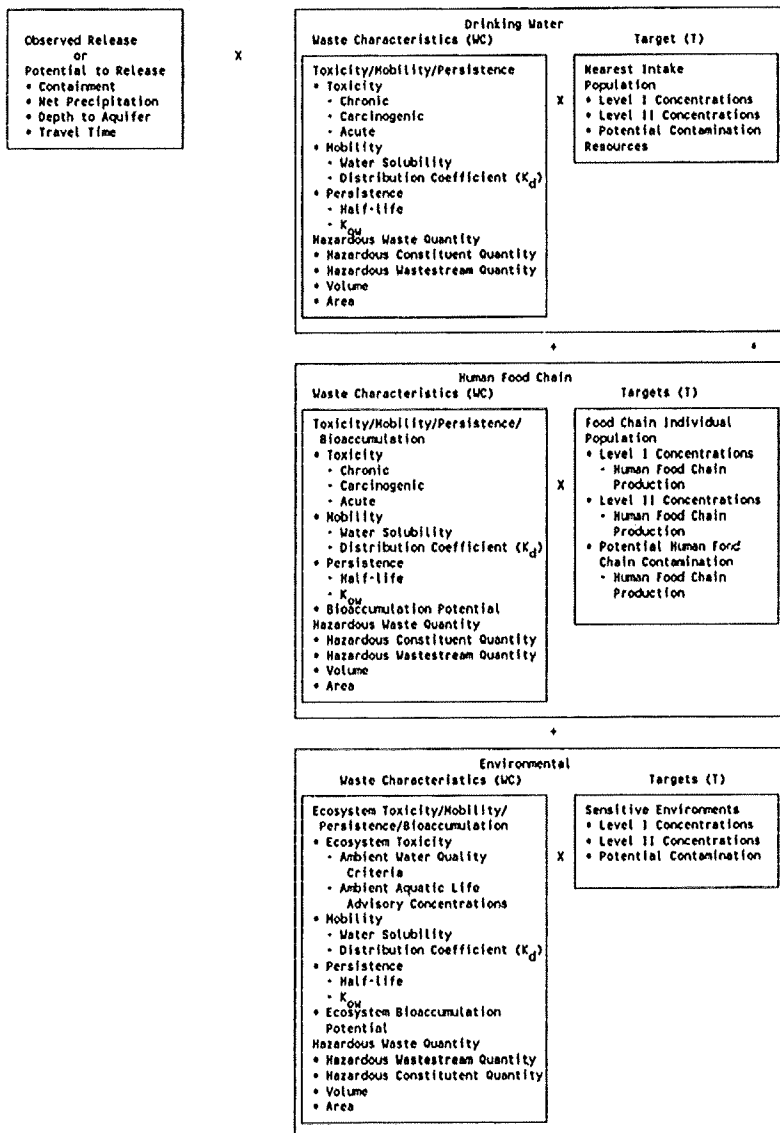 Observed Release
or
Potential to Release
• Containment
• Net Precipitation
• Depth to Aquifer
• Travel Time
X
Drinking Water
Waste Characteristics (WC)
Toxicity/Mobility/Persistence
• Toxicity
- Chronic
- Carcinogenic
- Acute
• Mobility
- Water Solubility
- Distribution Coefficient (Kd)
• Persistence
- Half-life
- Kow
Hazardous Waste Quantity
• Hazardous Constituent Quantity
• Hazardous Wastestream Quantity
• Volume
• Area
X
Target (T)
Nearest Intake
Population
• Level I Concentrations
• Level II Concentrations
• Potential Contamination
Resources
+ +
Human Food Chain
Waste Characteristics (WC)
Toxicity/Mobility/Persistence/
Bioaccumulation
• Toxicity
- Chronic
- Carcinogenic
- Acute
• Mobility
- Water Solubility
- Distribution Coefficient (Kd)
• Persistence
- Half-life
- Kow
• Bioaccumulation Potential
Hazardous Waste Quantity
• Hazardous Constituent Quantity
• Hazardous Wastestream Quantity
• Volume
• Area
X
Targets (T)
Food Chain Individual
Population
• Level I Concentrations
- Human Food Chain
Production
• Level II Concentrations
- Human Food Chain
Production
• Potential Human Food
Chain Contamination
- Human Food Chain
Production
+
Environmental
Waste Characteristics (WC)
Ecosystem Toxicity/Mobility/
Persistence/Bioaccumulation
• Ecosystem Toxicity
- Ambient Water Quality
Criteria
- Ambient Aquatic Life
Advisory Concentrations
• Mobility
- Water Solubility
- Distribution Coefficient (Kd)
• Persistence
- Half-life
- Kow
• Ecosystem Bioaccumulation
Potential
Hazardous Waste Quantity
• Hazardous Wastestream Quantity
• Hazardous Constitutent Quantity
• Volume
• Area
X
Targets (T)
Sensitive Environments
• Level I Concentrations
• Level II Concentrations
• Potential Contamination